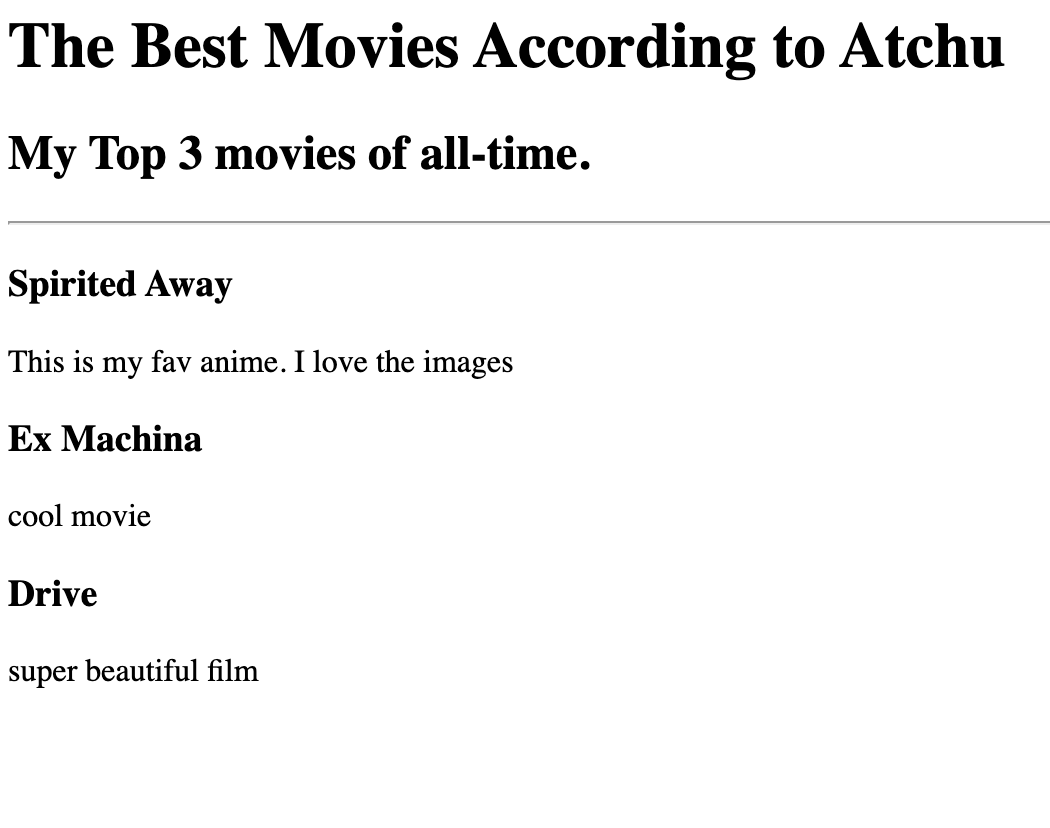 The Best Movies According to Atchu
My Top 3 movies of all-time.
Spirited Away
This is my fav anime. I love the images
Ex Machina
cool movie
Drive
super beautiful film